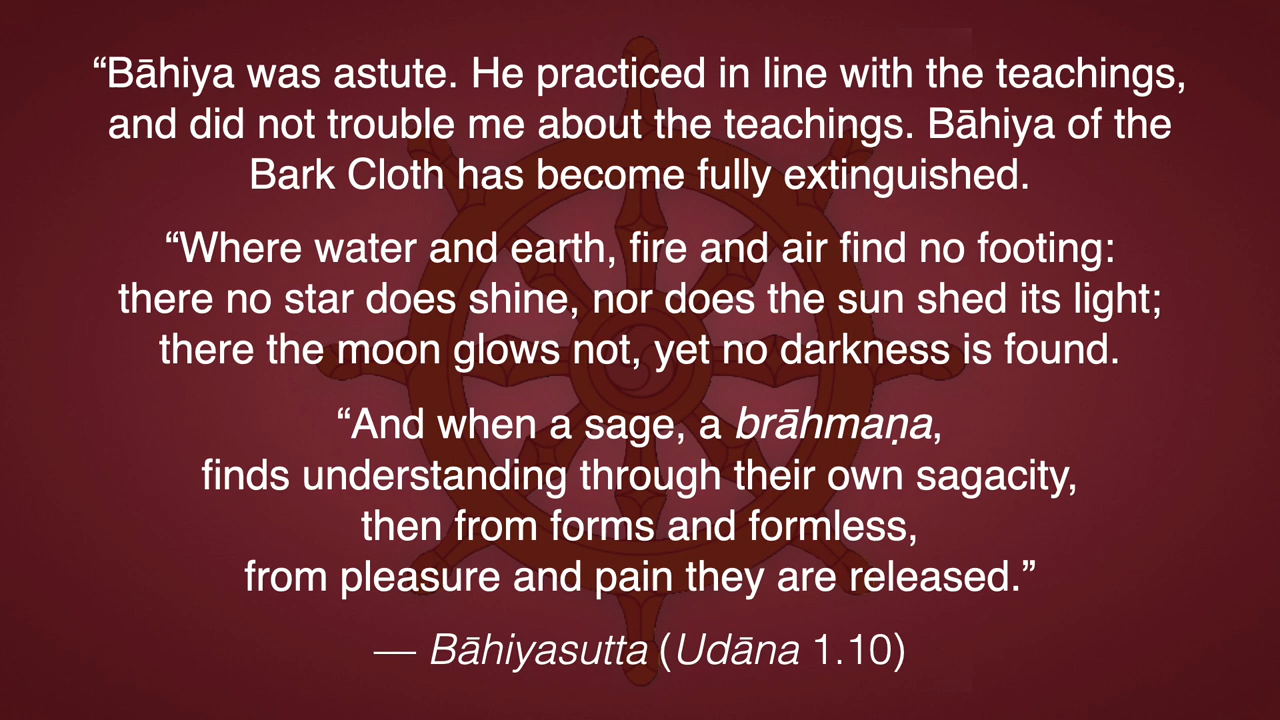 “Bāhiya was astute. He practiced in line with the teachings,
and did not trouble me about the teachings. Bāhiya of the
Bark Cloth has become fully extinguished.
“Where water and earth, fire and air find no footing:
there no star does shine, nor does the sun shed its light;
there the moon glows not, yet no darkness is found.
“And when a sage, a brāhmaṇa,
finds understanding through their own sagacity,
then from forms and formless,
from pleasure and pain they are released.”
— Bāhiyasutta (Udāna 1.10)